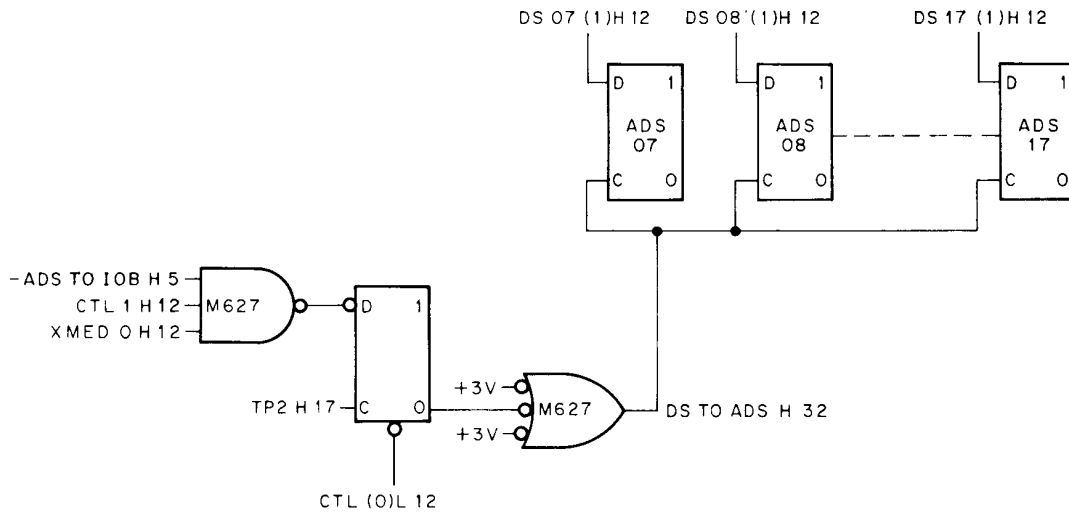 DS 07 (1)H 12
DS 08'(1)H 12
DS 17 (1)H 12
D 1
ADS
07
C 0
D 1
ADS
08
C 0
D 1
ADS
17
C 0
-ADS TO IOB H 5
CTL 1 H 12
XMED 0 H 12
M627
D 1
TP2 H 17
C 0
CTL (0)L 12
+3V
+3V
M627
DS TO ADS H 32